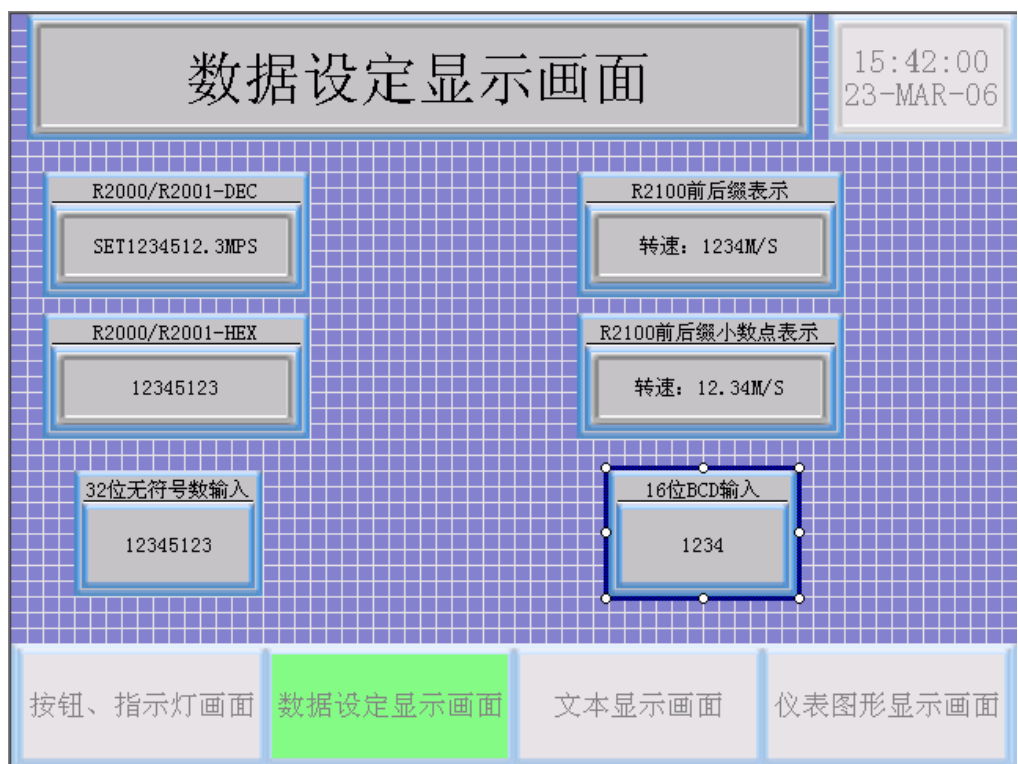 数据设定显示画面
15:42:00
23-MAR-06
R2000/R2001-DEC
SET1234512.3MPS
R2100前后缀表示
转速: 1234M/S
R2000/R2001-HEX
12345123
R2100前后缀小数点表示
转速: 12.34M/S
32位无符号数输入
12345123
16位BCD输入
1234
按钮、指示灯画面
数据设定显示画面
文本显示画面
仪表图形显示画面